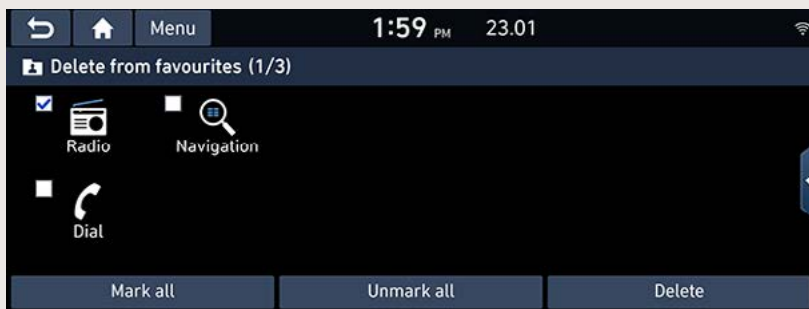 Menu 1:59 PM 23.01
Delete from favourites (1/3)
Radio Navigation
Dial
Mark all Unmark all Delete